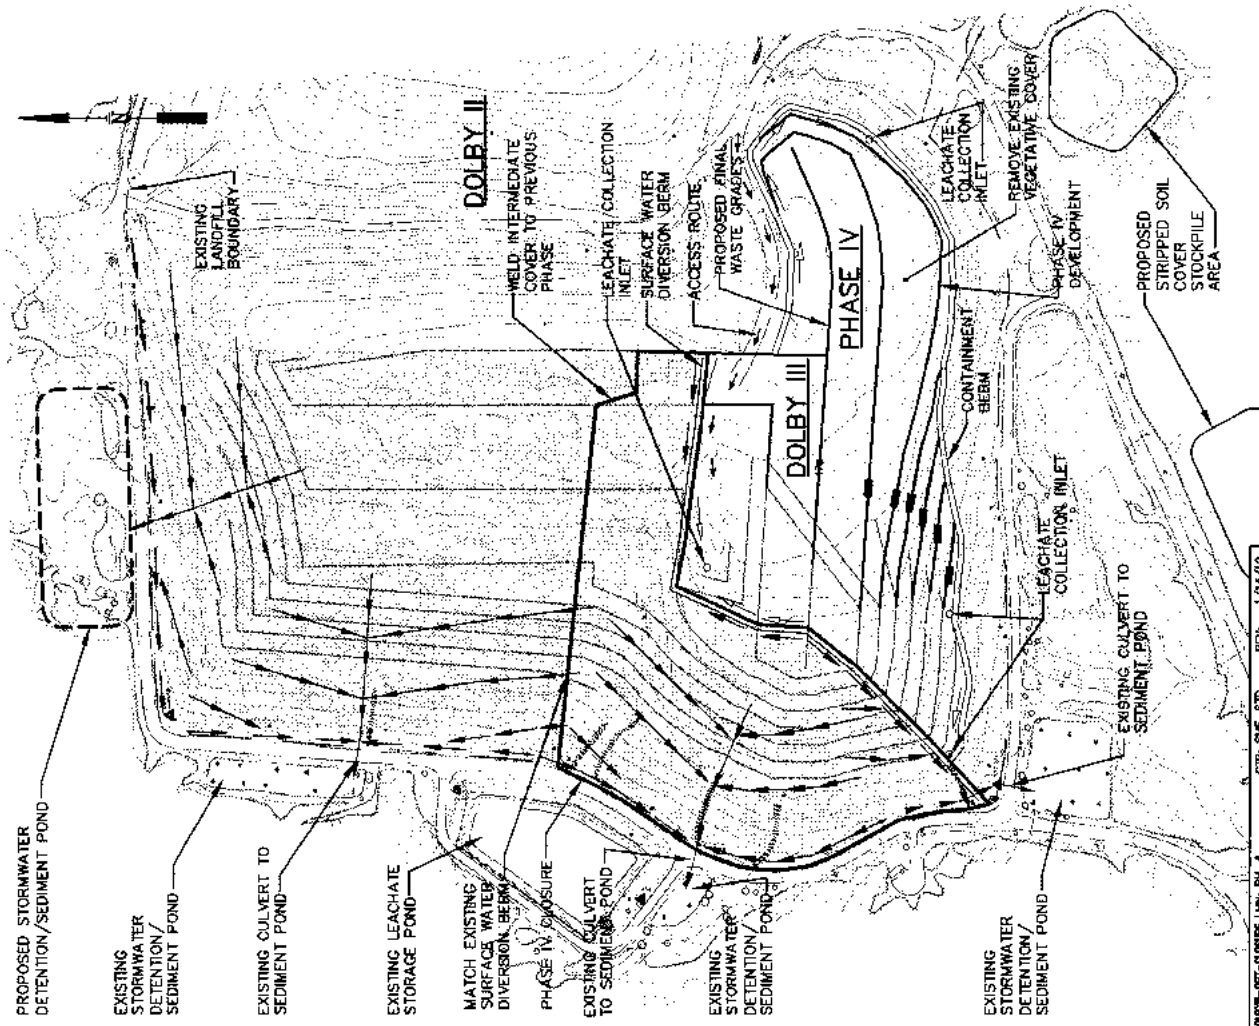 PROPOSED STORMWATER
DETENTION/SEDIMENT POND
EXISTING
STORMWATER
DETENTION/
SEDIMENT POND
EXISTING CULVERT TO
SEDIMENT POND
EXISTING LEACHATE
STORAGE POND
MATCH EXISTING
SURFACE WATER
DIVERSION BERM
PHASE IV CLOSURE
EXISTING CULVERT
TO SEDIMENT POND
EXISTING
STORMWATER
DETENTION/
SEDIMENT POND
EXISTING
STORMWATER
DETENTION/
SEDIMENT POND
N
EXISTING
LANDFILL
BOUNDARY
DOLBY II
WELD INTERMEDIATE
COVER TO PREVIOUS
PHASE
LEACHATE COLLECTION
INLET
SURFACE WATER
DIVERSION BERM
ACCESS ROUTE
PROPOSED FINAL
WASTE GRADES
DOLBY III
PHASE IV
LEACHATE
COLLECTION
INLET
REMOVE EXISTING
VEGETATIVE COVER
PHASE IV
DEVELOPMENT
CONTAINMENT
BERM
LEACHATE
COLLECTION INLET
EXISTING CULVERT TO
SEDIMENT POND
PROPOSED
STRIPPED SOIL
COVER
STOCKPILE
AREA